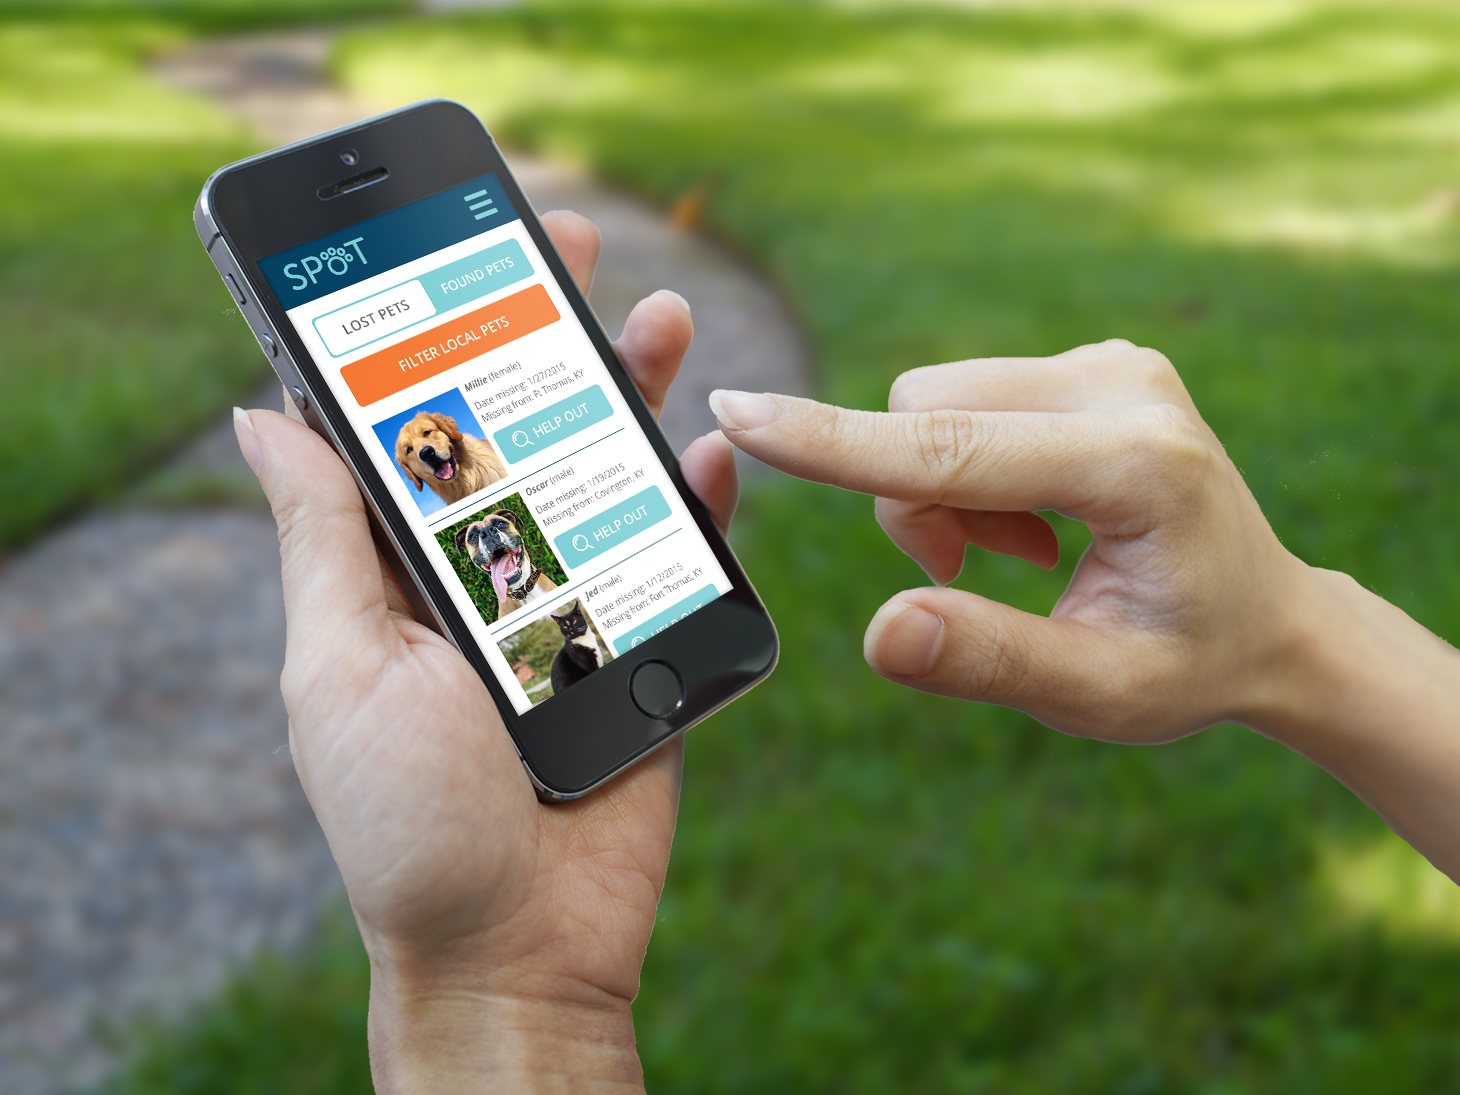 SPOT
LOST PETS
FOUND PETS
FILTER LOCAL PETS
Millie (female)
Date missing: 1/27/2015
Missing from: Ft Thomas, KY
HELP OUT
Oscar (male)
Date missing: 1/19/2015
Missing from: Covington, KY
HELP OUT
Jed (male)
Date missing: 1/12/2015
Missing from: Fort Thomas, KY
HELP OUT